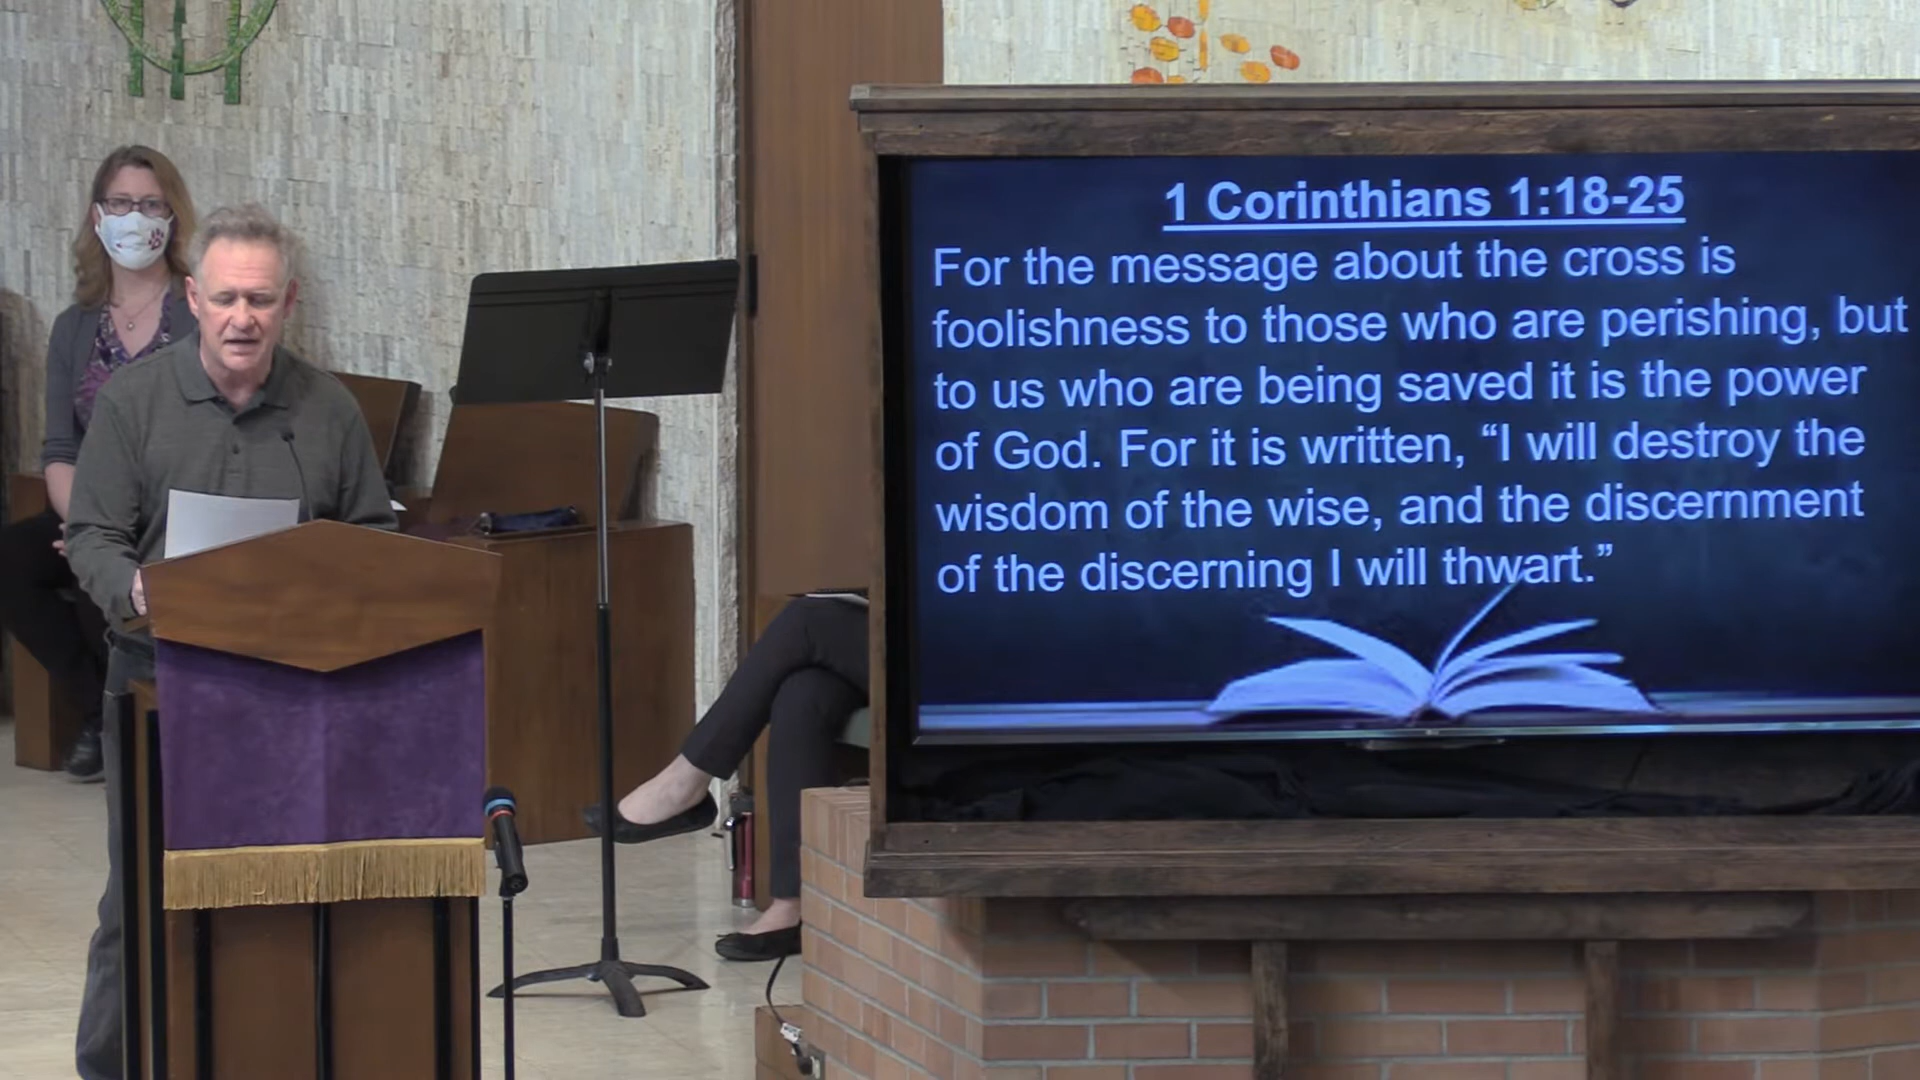 1 Corinthians 1:18-25
For the message about the cross is
foolishness to those who are perishing, but
to us who are being saved it is the power
of God. For it is written, “I will destroy the
wisdom of the wise, and the discernment
of the discerning I will thwart.”